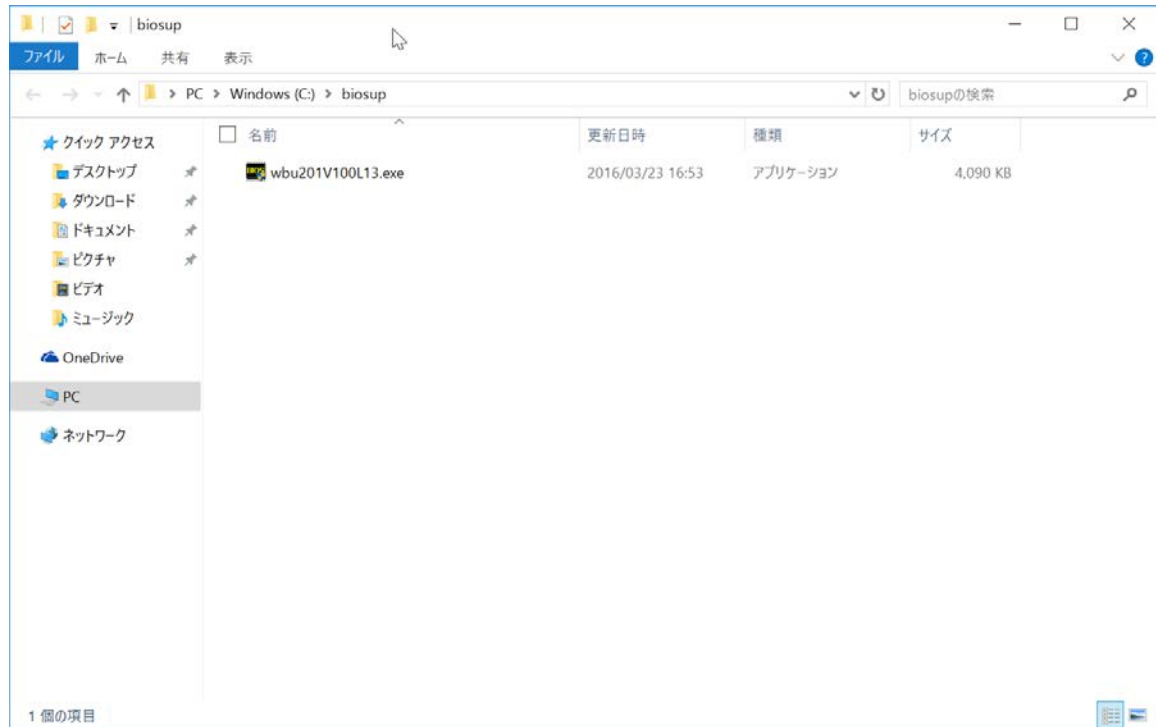 biosup
ファイル ホーム 共有 表示
PC > Windows (C:) > biosup biosupの検索
名前 更新日時 種類 サイズ
wbu201V100L13.exe 2016/03/23 16:53 アプリケーション 4,090 KB
クイック アクセス
デスクトップ
ダウンロード
ドキュメント
ピクチャ
ビデオ
ミュージック
OneDrive
PC
ネットワーク
1 個の項目